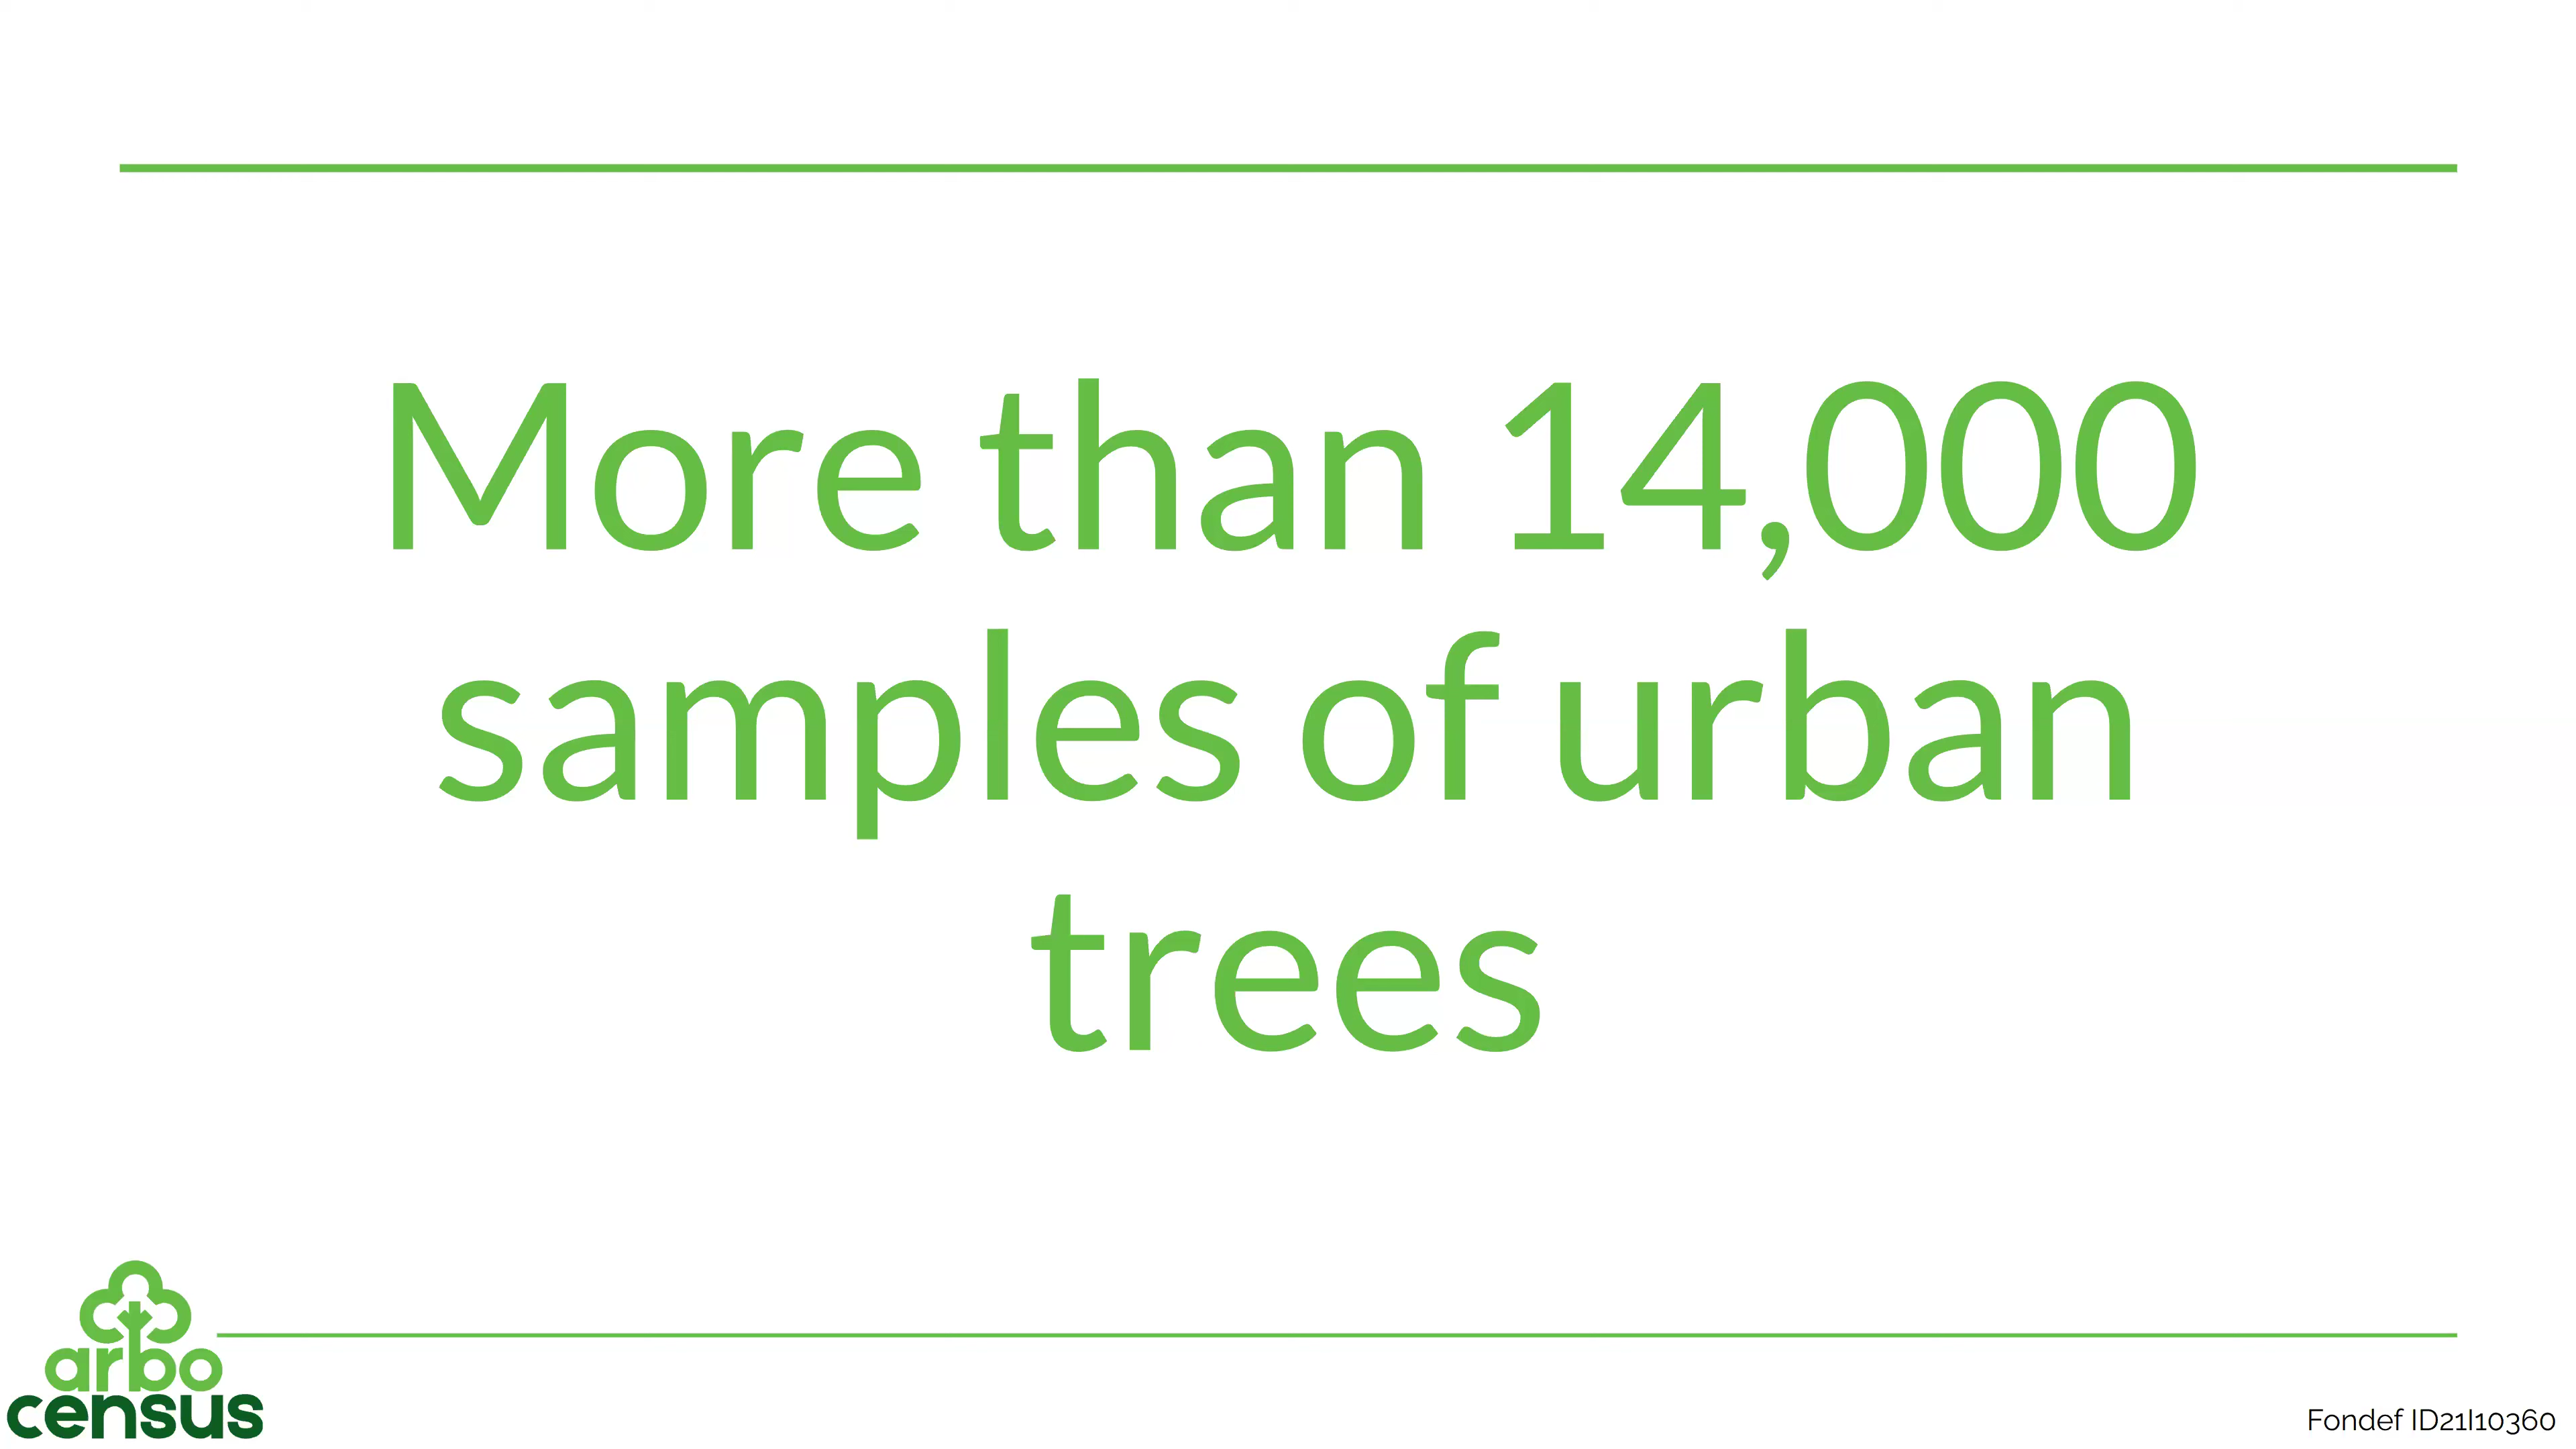 More than 14,000
samples of urban
trees
arbo
census
Fondef ID21I10360